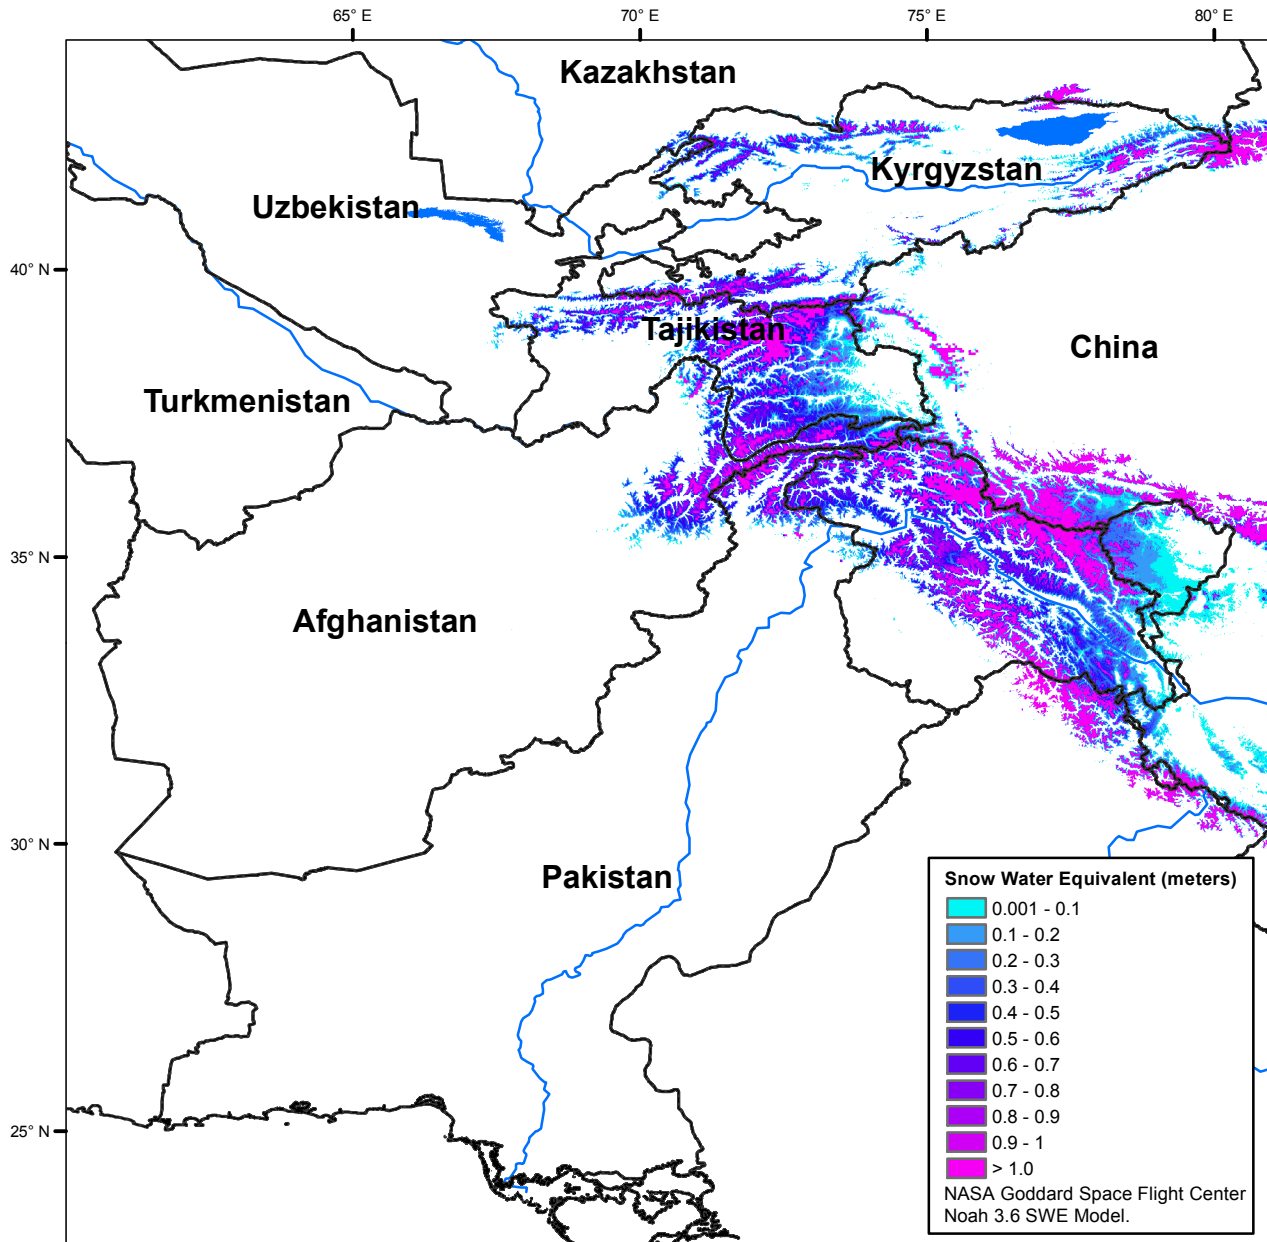 65° E
70° E
75° E
80° E
Kazakhstan
Kyrgyzstan
Uzbekistan
40° N
Tajikistan
China
Turkmenistan
35° N
Afghanistan
30° N
Pakistan
Snow Water Equivalent (meters)
0.001 - 0.1
0.1 - 0.2
0.2 - 0.3
0.3 - 0.4
0.4 - 0.5
0.5 - 0.6
0.6 - 0.7
0.7 - 0.8
0.8 - 0.9
0.9 - 1
> 1.0
NASA Goddard Space Flight Center
Noah 3.6 SWE Model.
25° N